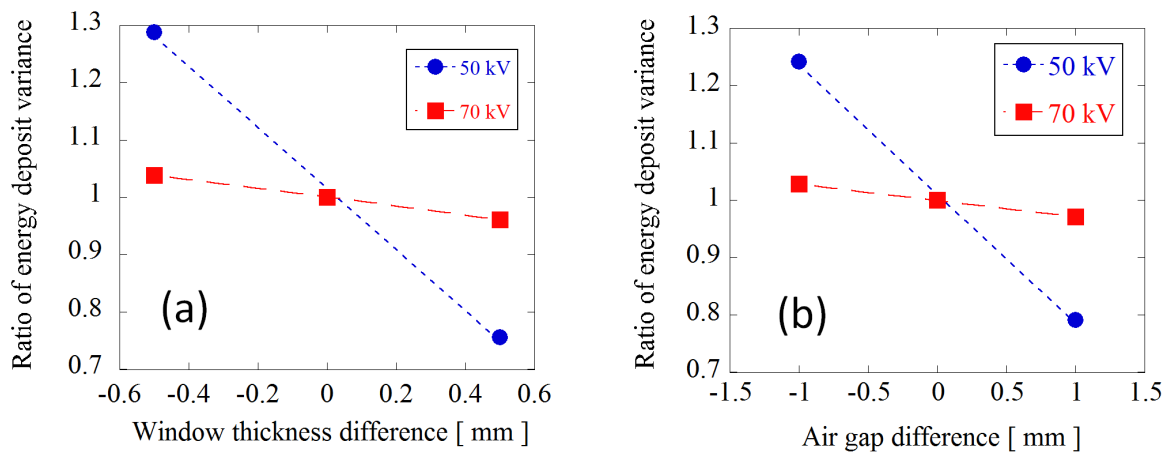 Ratio of energy deposit variance
1.3
1.2
1.1
1
0.9
0.8
0.7
50 kV
70 kV
(a)
-0.6 -0.4 -0.2 0 0.2 0.4 0.6
Window thickness difference [ mm ]
Ratio of energy deposit variance
1.3
1.2
1.1
1
0.9
0.8
0.7
50 kV
70 kV
(b)
-1.5 -1 -0.5 0 0.5 1 1.5
Air gap difference [ mm ]